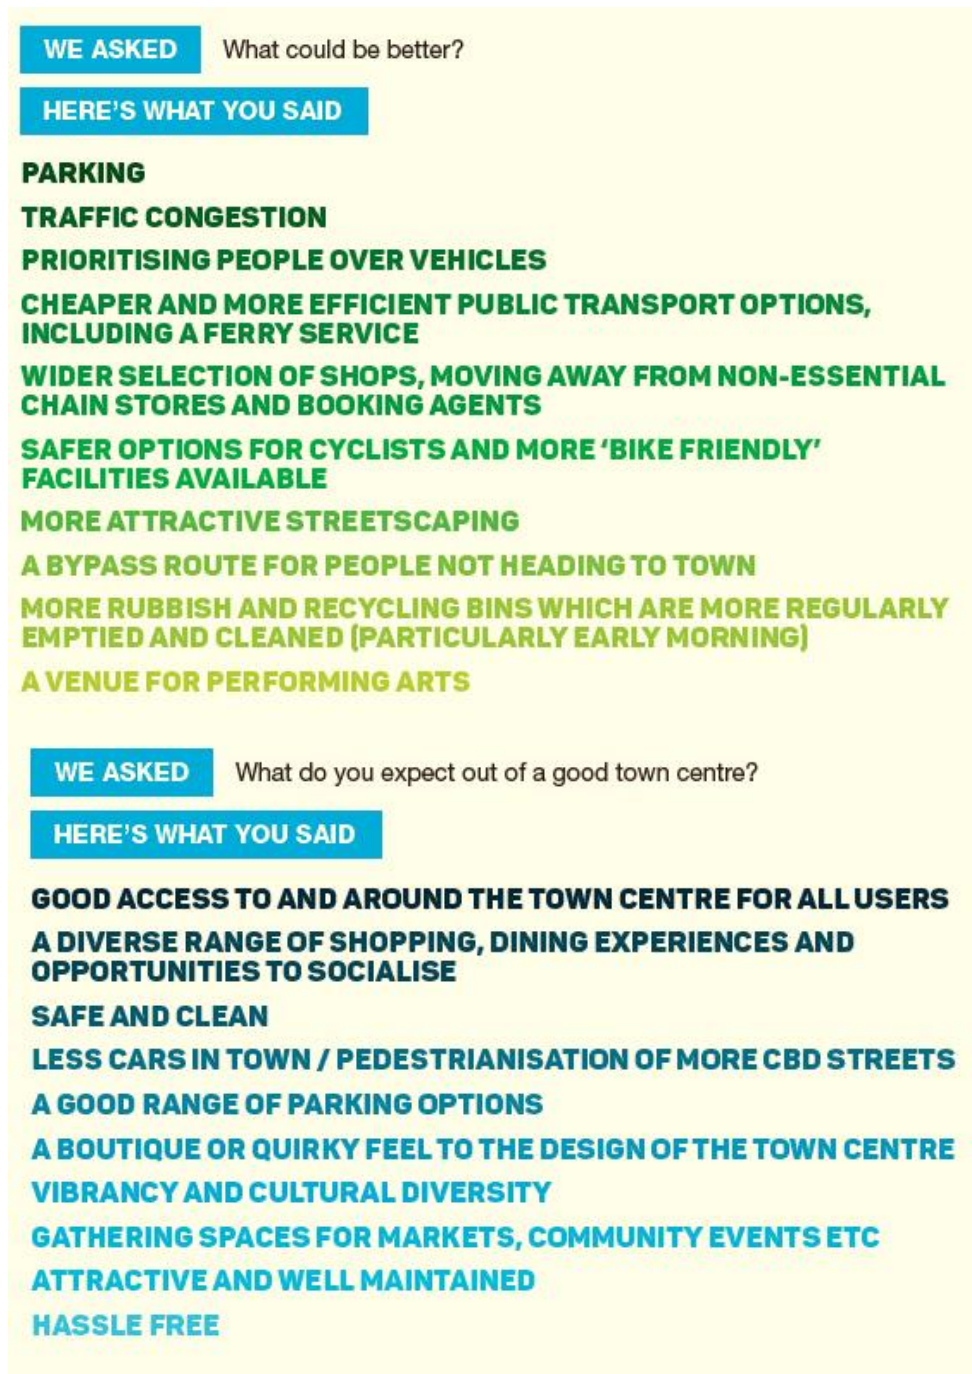 WE ASKED What could be better?
HERE'S WHAT YOU SAID
PARKING
TRAFFIC CONGESTION
PRIORITISING PEOPLE OVER VEHICLES
CHEAPER AND MORE EFFICIENT PUBLIC TRANSPORT OPTIONS,
INCLUDING A FERRY SERVICE
WIDER SELECTION OF SHOPS, MOVING AWAY FROM NON-ESSENTIAL
CHAIN STORES AND BOOKING AGENTS
SAFER OPTIONS FOR CYCLISTS AND MORE ‘BIKE FRIENDLY’
FACILITIES AVAILABLE
MORE ATTRACTIVE STREETSCAPING
A BYPASS ROUTE FOR PEOPLE NOT HEADING TO TOWN
MORE RUBBISH AND RECYCLING BINS WHICH ARE MORE REGULARLY
EMPTIED AND CLEANED (PARTICULARLY EARLY MORNING)
A VENUE FOR PERFORMING ARTS
WE ASKED What do you expect out of a good town centre?
HERE'S WHAT YOU SAID
GOOD ACCESS TO AND AROUND THE TOWN CENTRE FOR ALL USERS
A DIVERSE RANGE OF SHOPPING, DINING EXPERIENCES AND
OPPORTUNITIES TO SOCIALISE
SAFE AND CLEAN
LESS CARS IN TOWN / PEDESTRIANISATION OF MORE CBD STREETS
A GOOD RANGE OF PARKING OPTIONS
A BOUTIQUE OR QUIRKY FEEL TO THE DESIGN OF THE TOWN CENTRE
VIBRANCY AND CULTURAL DIVERSITY
GATHERING SPACES FOR MARKETS, COMMUNITY EVENTS ETC
ATTRACTIVE AND WELL MAINTAINED
HASSLE FREE